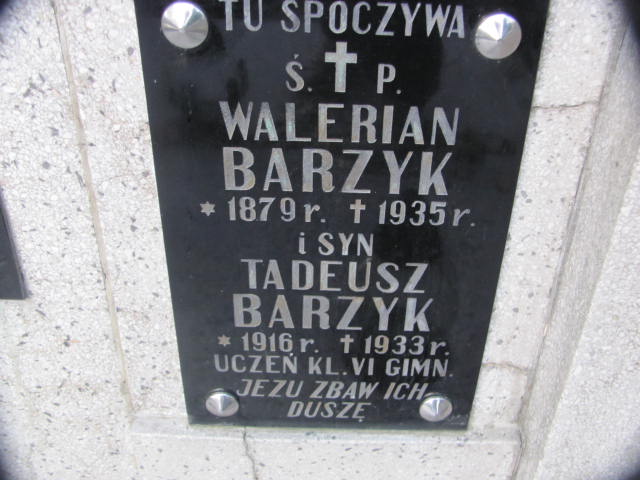 TU SPOCZYWA
Ś. ✝ P.
WALERIAN
BARZYK
* 1879 r. ✝ 1935 r.
i SYN
TADEUSZ
BARZYK
* 1916 r. ✝ 1933 r.
UCZEŃ KL. VI GIMN.
JEZU ZBAW ICH
DUSZĘ